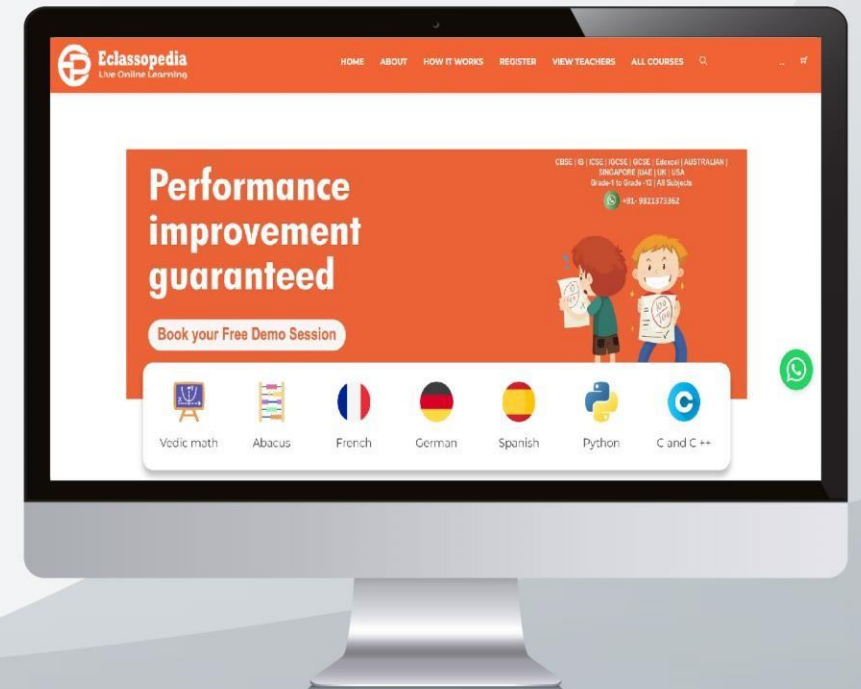 Eclassopedia
Live Online Learning
HOME ABOUT HOW IT WORKS REGISTER VIEW TEACHERS ALL COURSES
CBSE | IB | ICSE | IGCSE | GCSE | Edexcel | AUSTRALIAN |
SINGAPORE |UAE | UK | USA
Grade-1 to Grade -12 | All Subjects
+91- 9811373362
Performance
improvement
guaranteed
Book your Free Demo Session
Vedic math Abacus French German Spanish Python C and C ++